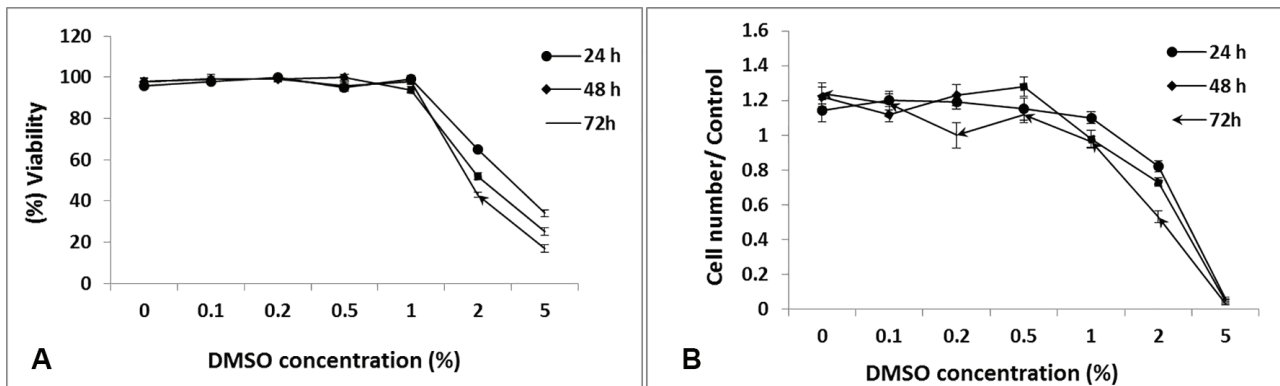 120
100
80
60
40
20
0
(%) Viability
0 0.1 0.2 0.5 1 2 5
DMSO concentration (%)
24 h
48 h
72h
A
1.6
1.4
1.2
1
0.8
0.6
0.4
0.2
0
Cell number/ Control
0 0.1 0.2 0.5 1 2 5
DMSO concentration (%)
24 h
48 h
72h
B